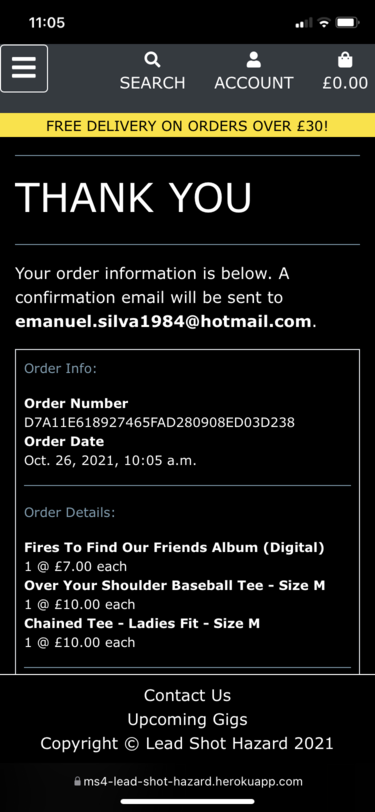 11:05
SEARCH ACCOUNT £0.00
FREE DELIVERY ON ORDERS OVER £30!
THANK YOU
Your order information is below. A
confirmation email will be sent to
emanuel.silva1984@hotmail.com.
Order Info:
Order Number
D7A11E618927465FAD280908ED03D238
Order Date
Oct. 26, 2021, 10:05 a.m.
Order Details:
Fires To Find Our Friends Album (Digital)
1 @ £7.00 each
Over Your Shoulder Baseball Tee - Size M
1 @ £10.00 each
Chained Tee - Ladies Fit - Size M
1 @ £10.00 each
Contact Us
Upcoming Gigs
Copyright © Lead Shot Hazard 2021
ms4-lead-shot-hazard.herokuapp.com